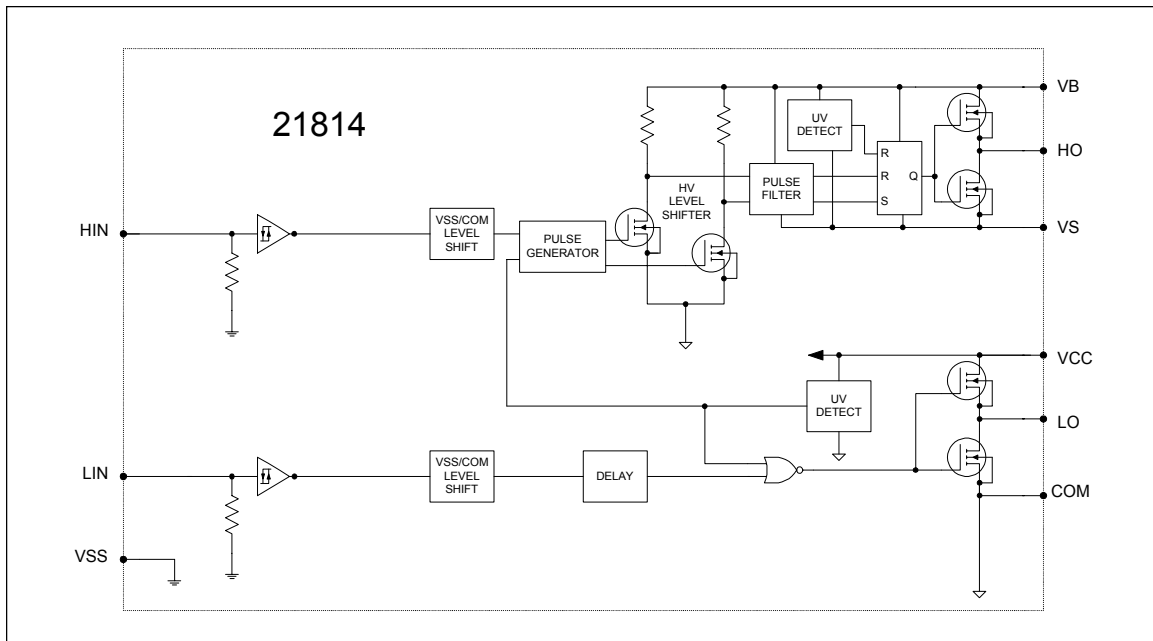 21814
VB
UV
DETECT
HO
R
R
Q
S
HV
LEVEL
SHIFTER
PULSE
FILTER
HIN
VSS/COM
LEVEL
SHIFT
PULSE
GENERATOR
VS
VCC
UV
DETECT
LO
LIN
VSS/COM
LEVEL
SHIFT
DELAY
COM
VSS